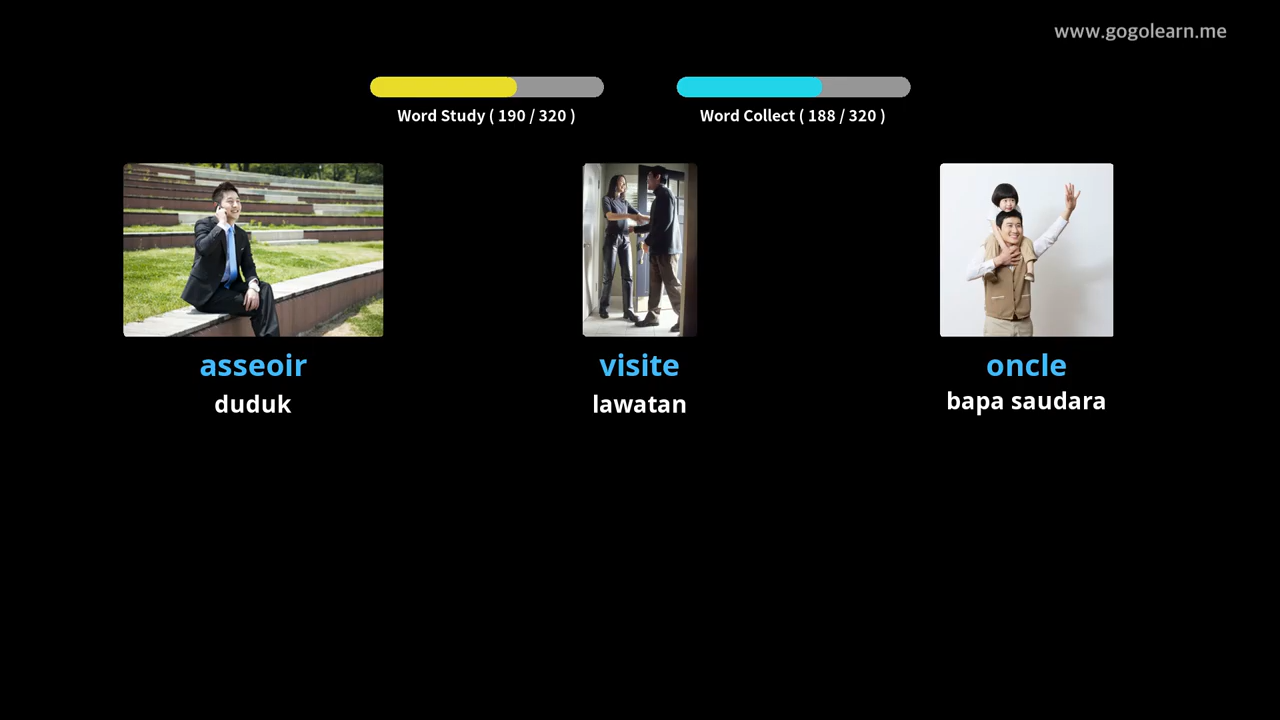 www.gogolearn.me
Word Study ( 190 / 320 )
Word Collect ( 188 / 320 )
asseoir
visite
oncle
duduk
lawatan
bapa saudara